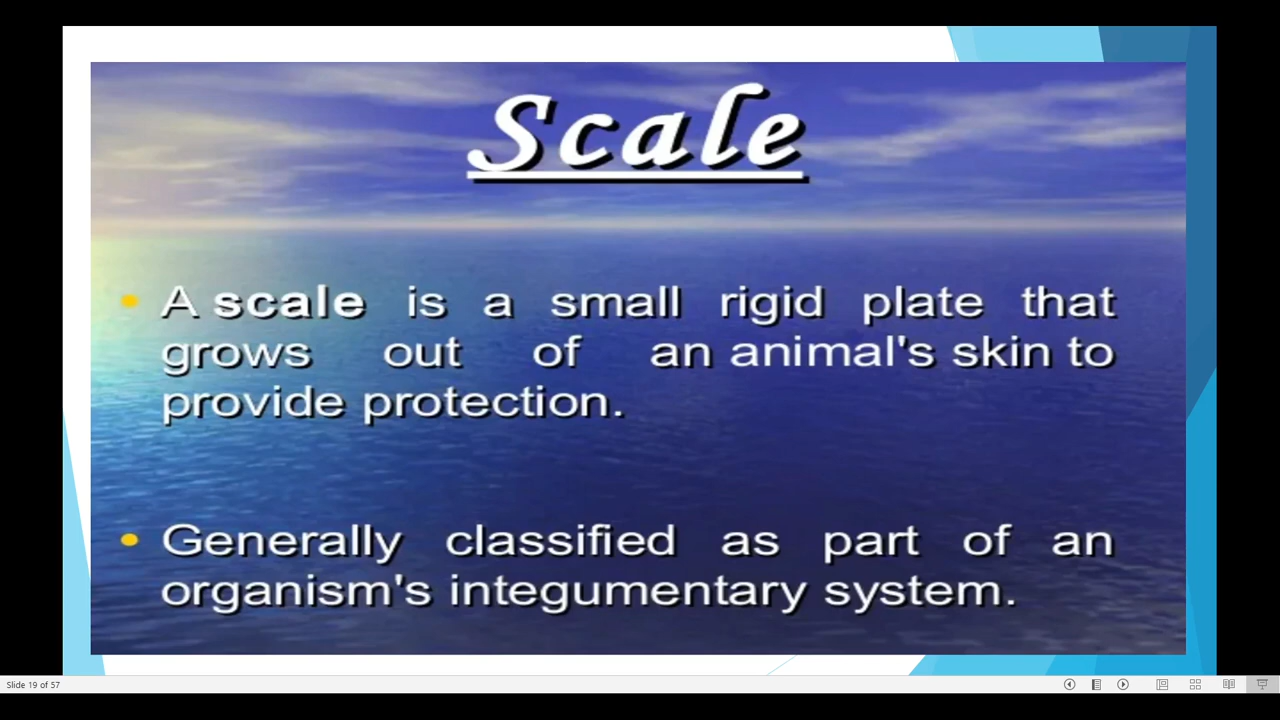 Scale
• A scale is a small rigid plate that
grows out of an animal's skin to
provide protection.
• Generally classified as part of an
organism's integumentary system.
Slide 19 of 57